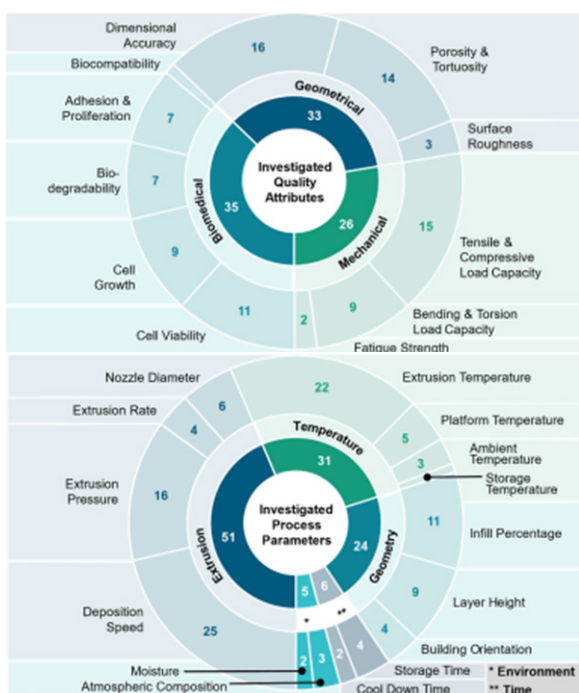 Dimensional
Accuracy
16
Porosity &
Tortuosity
14
Biocompatibility
Geometrical
33
Adhesion &
Proliferation
7
Surface
Roughness
3
Investigated
Quality
Attributes
Bio-
degradability
7
Biomedical
35
26
Mechanical
15
Tensile &
Compressive
Load Capacity
Cell
Growth
9
11
2
9
Bending & Torsion
Load Capacity
Cell Viability
Fatigue Strength
Nozzle Diameter
6
22
Extrusion Temperature
Extrusion Rate
4
Temperature
31
5
Platform Temperature
3
Ambient
Temperature
Storage
Temperature
Extrusion
Pressure
16
51
Extrusion
Investigated
Process
Parameters
24
Geometry
11
Infill Percentage
5
6
*
**
9
Layer Height
Deposition
Speed
25
4
Building Orientation
2
3
2
4
Moisture
Atmospheric Composition
Storage Time
Cool Down Time
* Environment
** Time